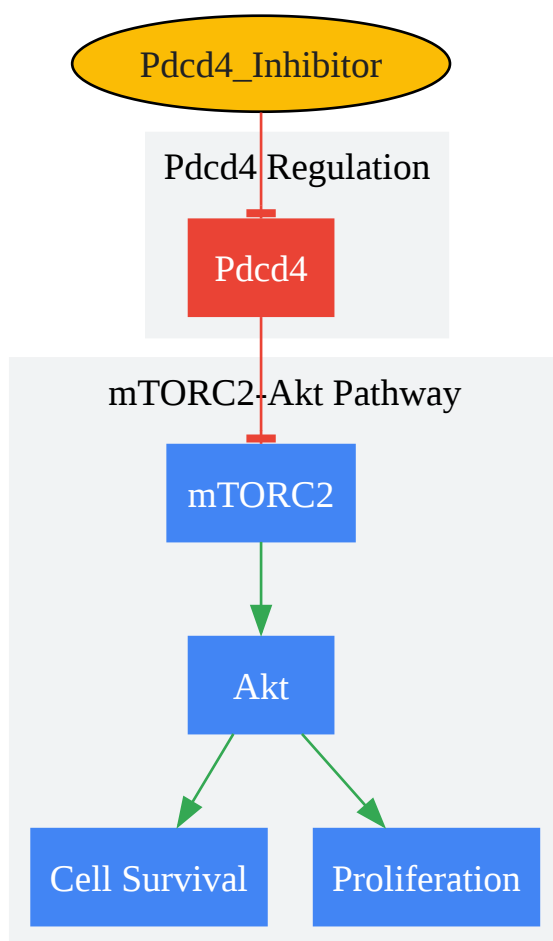 Pdcd4_Inhibitor
Pdcd4 Regulation
Pdcd4
mTORC2-Akt Pathway
mTORC2
Akt
Cell Survival
Proliferation